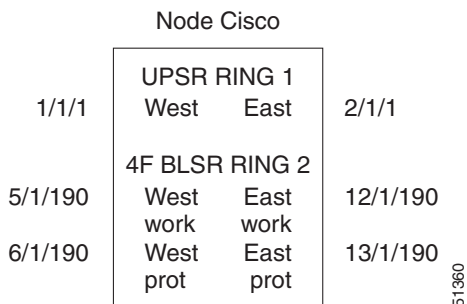 Node Cisco
UPSR RING 1
1/1/1 West East 2/1/1
4F BLSR RING 2
5/1/190 West East 12/1/190
work work
6/1/190 West East 13/1/190
prot prot
51360